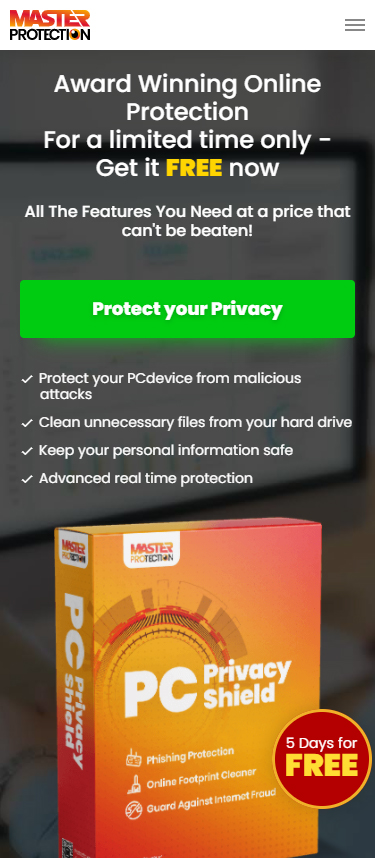 MASTER
PROTECTION
Award Winning Online
Protection
For a limited time only -
Get it FREE now
All The Features You Need at a price that
can't be beaten!
Protect your Privacy
Protect your PCdevice from malicious
attacks
Clean unnecessary files from your hard drive
Keep your personal information safe
Advanced real time protection
MASTER
PROTECTION
MASTER
PROTECTION
PC Privacy
Shield
PC Privacy
Shield
Phishing Protection
Online Footprint Cleaner
Guard Against Internet Fraud
5 Days for
FREE